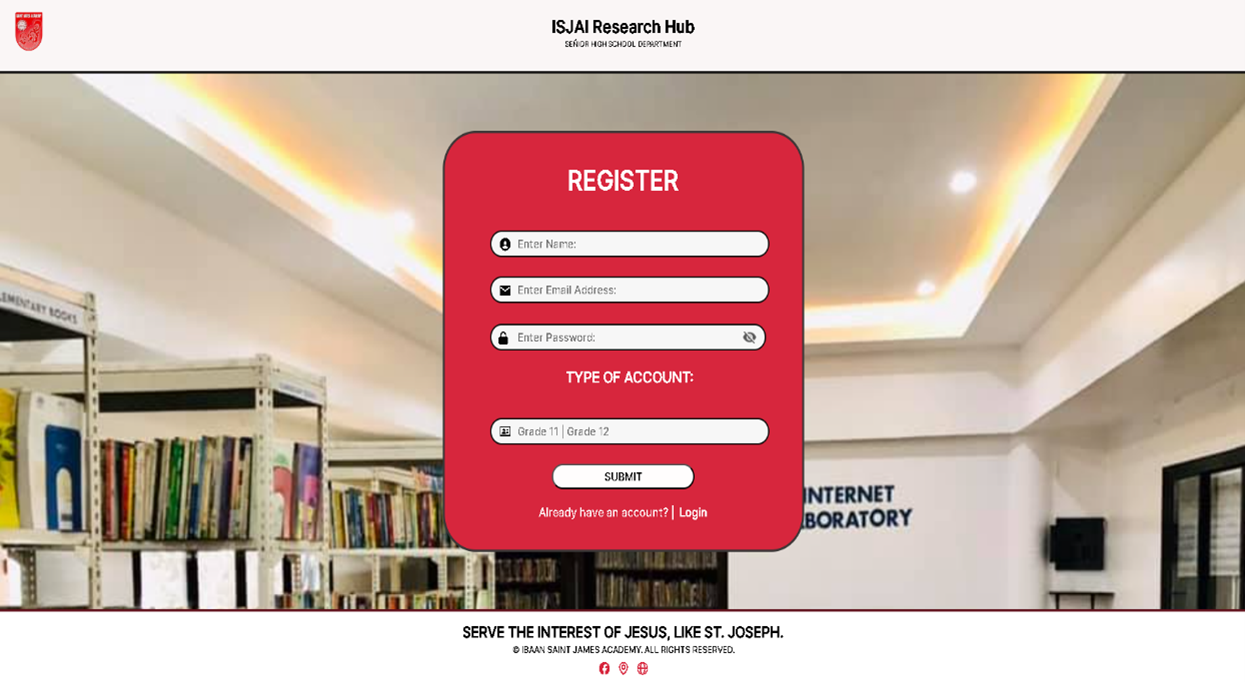 ISJAI Research Hub
SEÑIOR HIGH SCHOOL DEPARTMENT
REGISTER
Enter Name:
Enter Email Address:
Enter Password:
TYPE OF ACCOUNT:
Grade 11 | Grade 12
SUBMIT
Already have an account? | Login
EMENTARY BOOKS
INTERNET
BORATORY
SERVE THE INTEREST OF JESUS, LIKE ST. JOSEPH.
© IBAAN SAINT JAMES ACADEMY. ALL RIGHTS RESERVED.